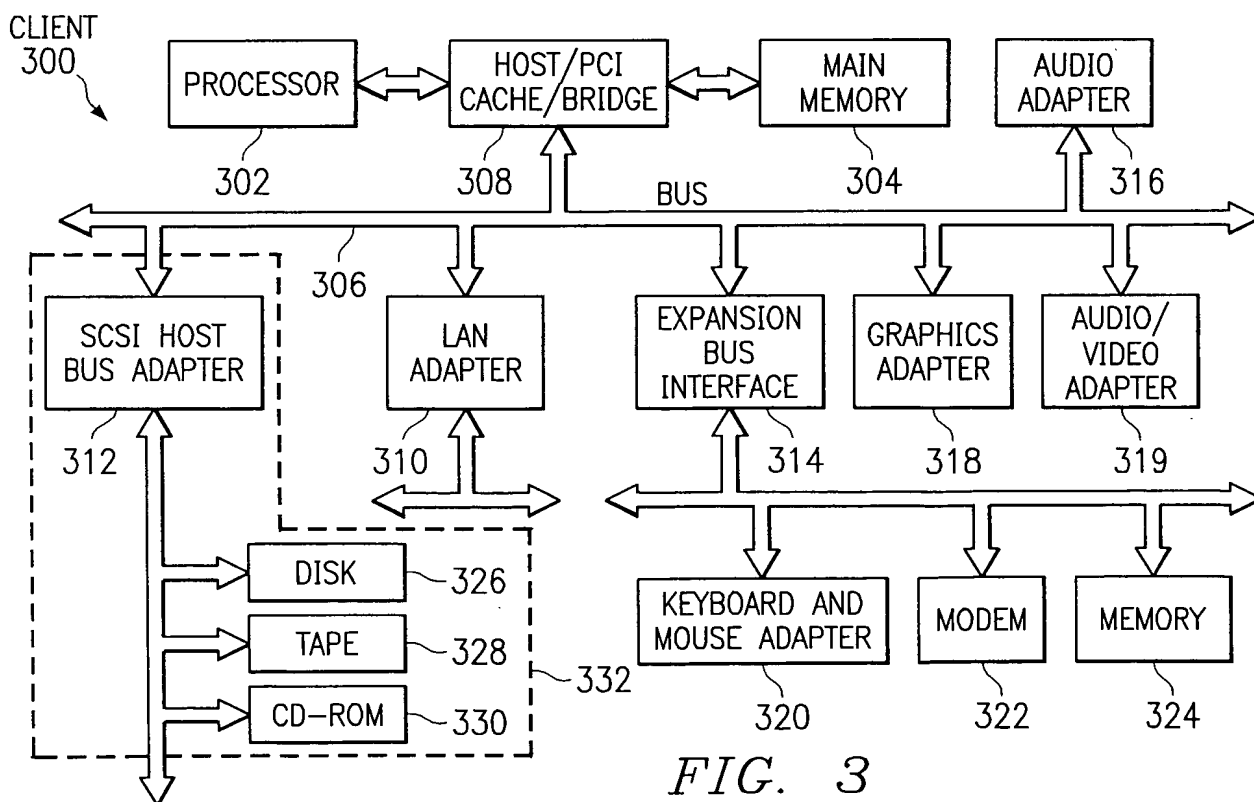 CLIENT
300
PROCESSOR
302
HOST/PCI
CACHE/BRIDGE
308
MAIN
MEMORY
304
AUDIO
ADAPTER
316
BUS
306
SCSI HOST
BUS ADAPTER
312
LAN
ADAPTER
310
EXPANSION
BUS
INTERFACE
314
GRAPHICS
ADAPTER
318
AUDIO/
VIDEO
ADAPTER
319
DISK
326
TAPE
328
CD-ROM
330
332
KEYBOARD AND
MOUSE ADAPTER
320
MODEM
322
MEMORY
324
FIG. 3